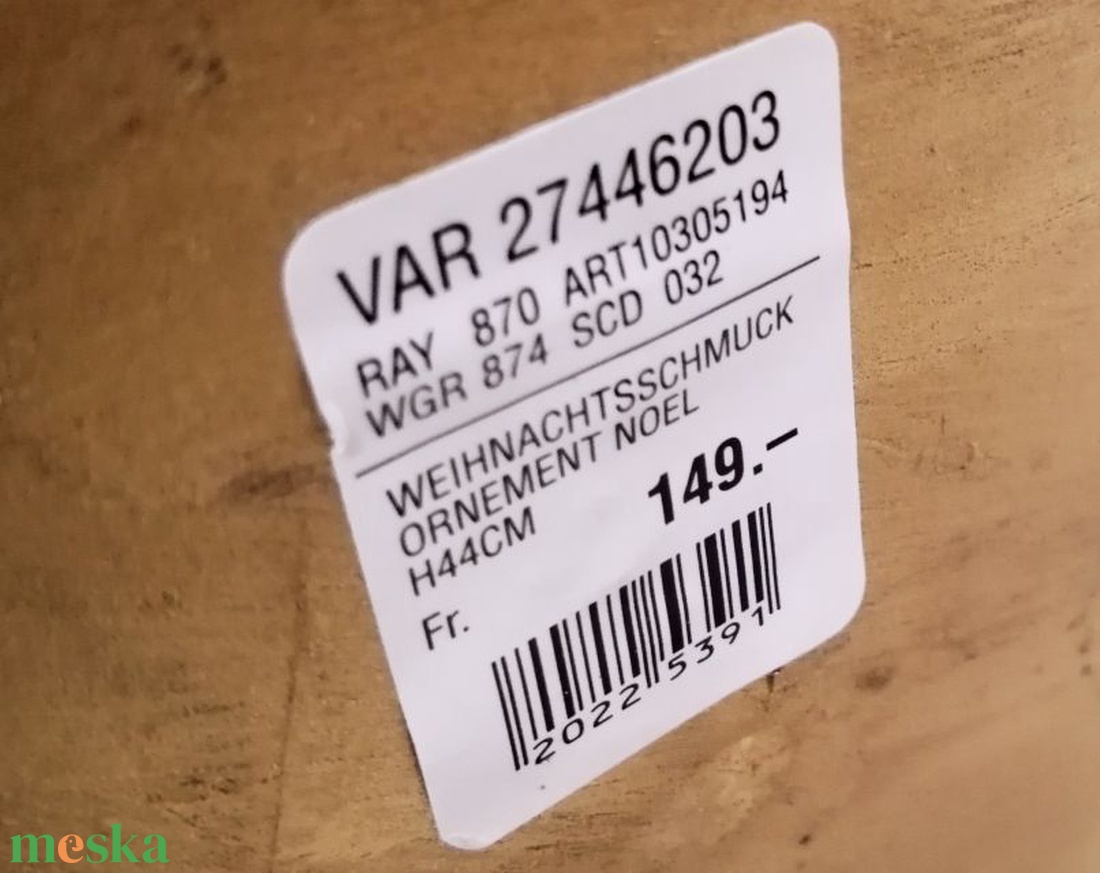 VAR 27446203
RAY 870 ART10305194
WGR 874 SCD 032
WEIHNACHTSSCHMUCK
ORNEMENT NOEL
H44CM
149.–
Fr.
2022 5391
meska